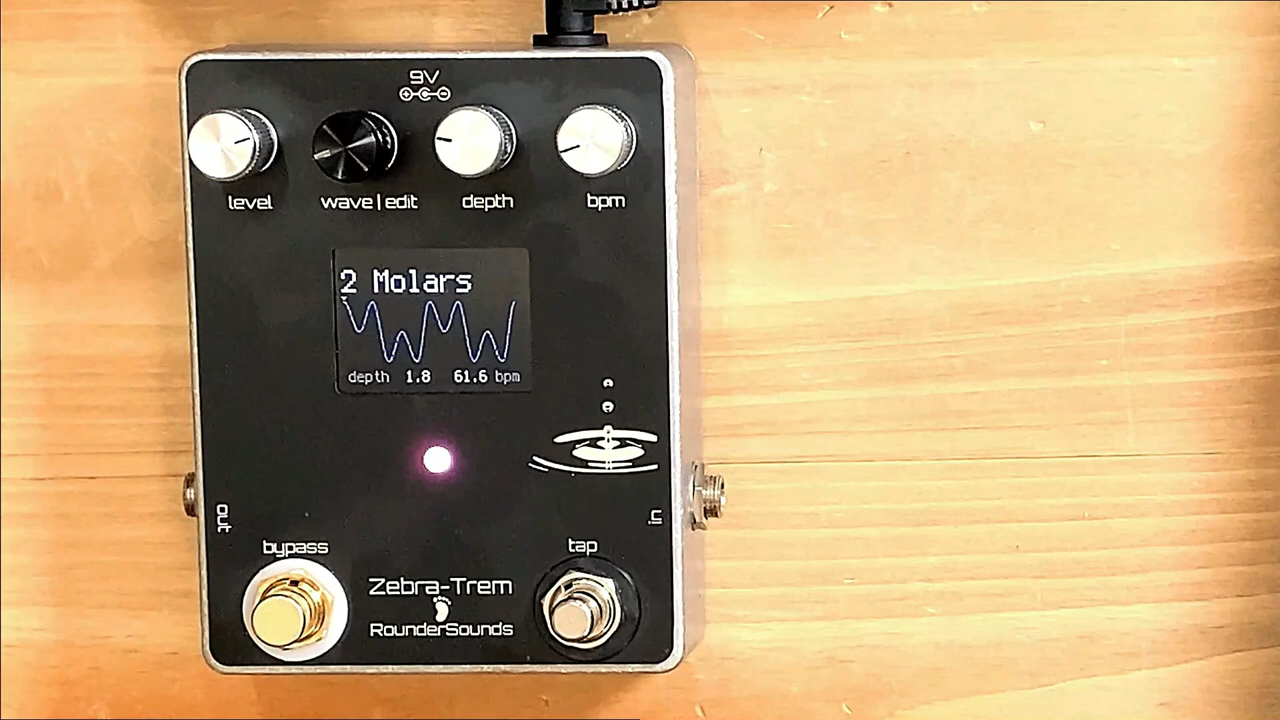 9V
level
wave|edit
depth
bpm
2 Molars
depth 1.8 61.6 bpm
out
in
bypass
tap
Zebra-Trem
RounderSounds